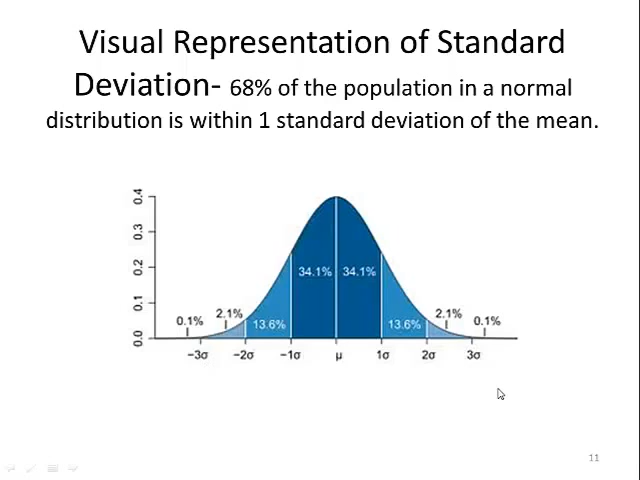 Visual Representation of Standard
Deviation- 68% of the population in a normal
distribution is within 1 standard deviation of the mean.
0.4
0.3
0.2
0.1
0.0
34.1% 34.1%
0.1% 2.1% 13.6% 13.6% 2.1% 0.1%
−3σ −2σ −1σ μ 1σ 2σ 3σ
11